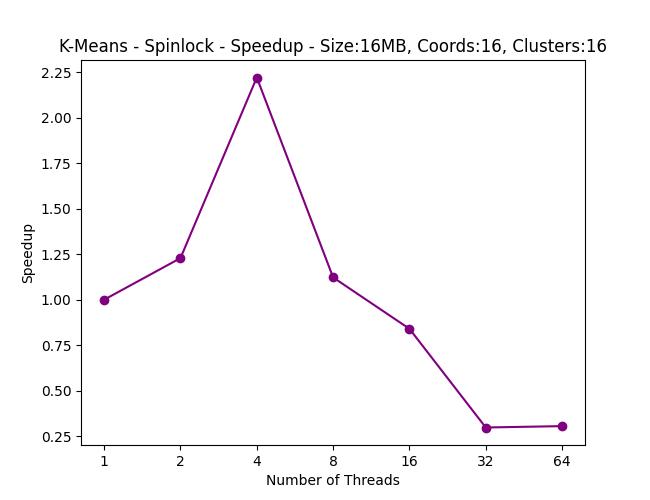 K-Means - Spinlock - Speedup - Size:16MB, Coords:16, Clusters:16
2.25
2.00
1.75
1.50
1.25
1.00
0.75
0.50
0.25
Speedup
1 2 4 8 16 32 64
Number of Threads